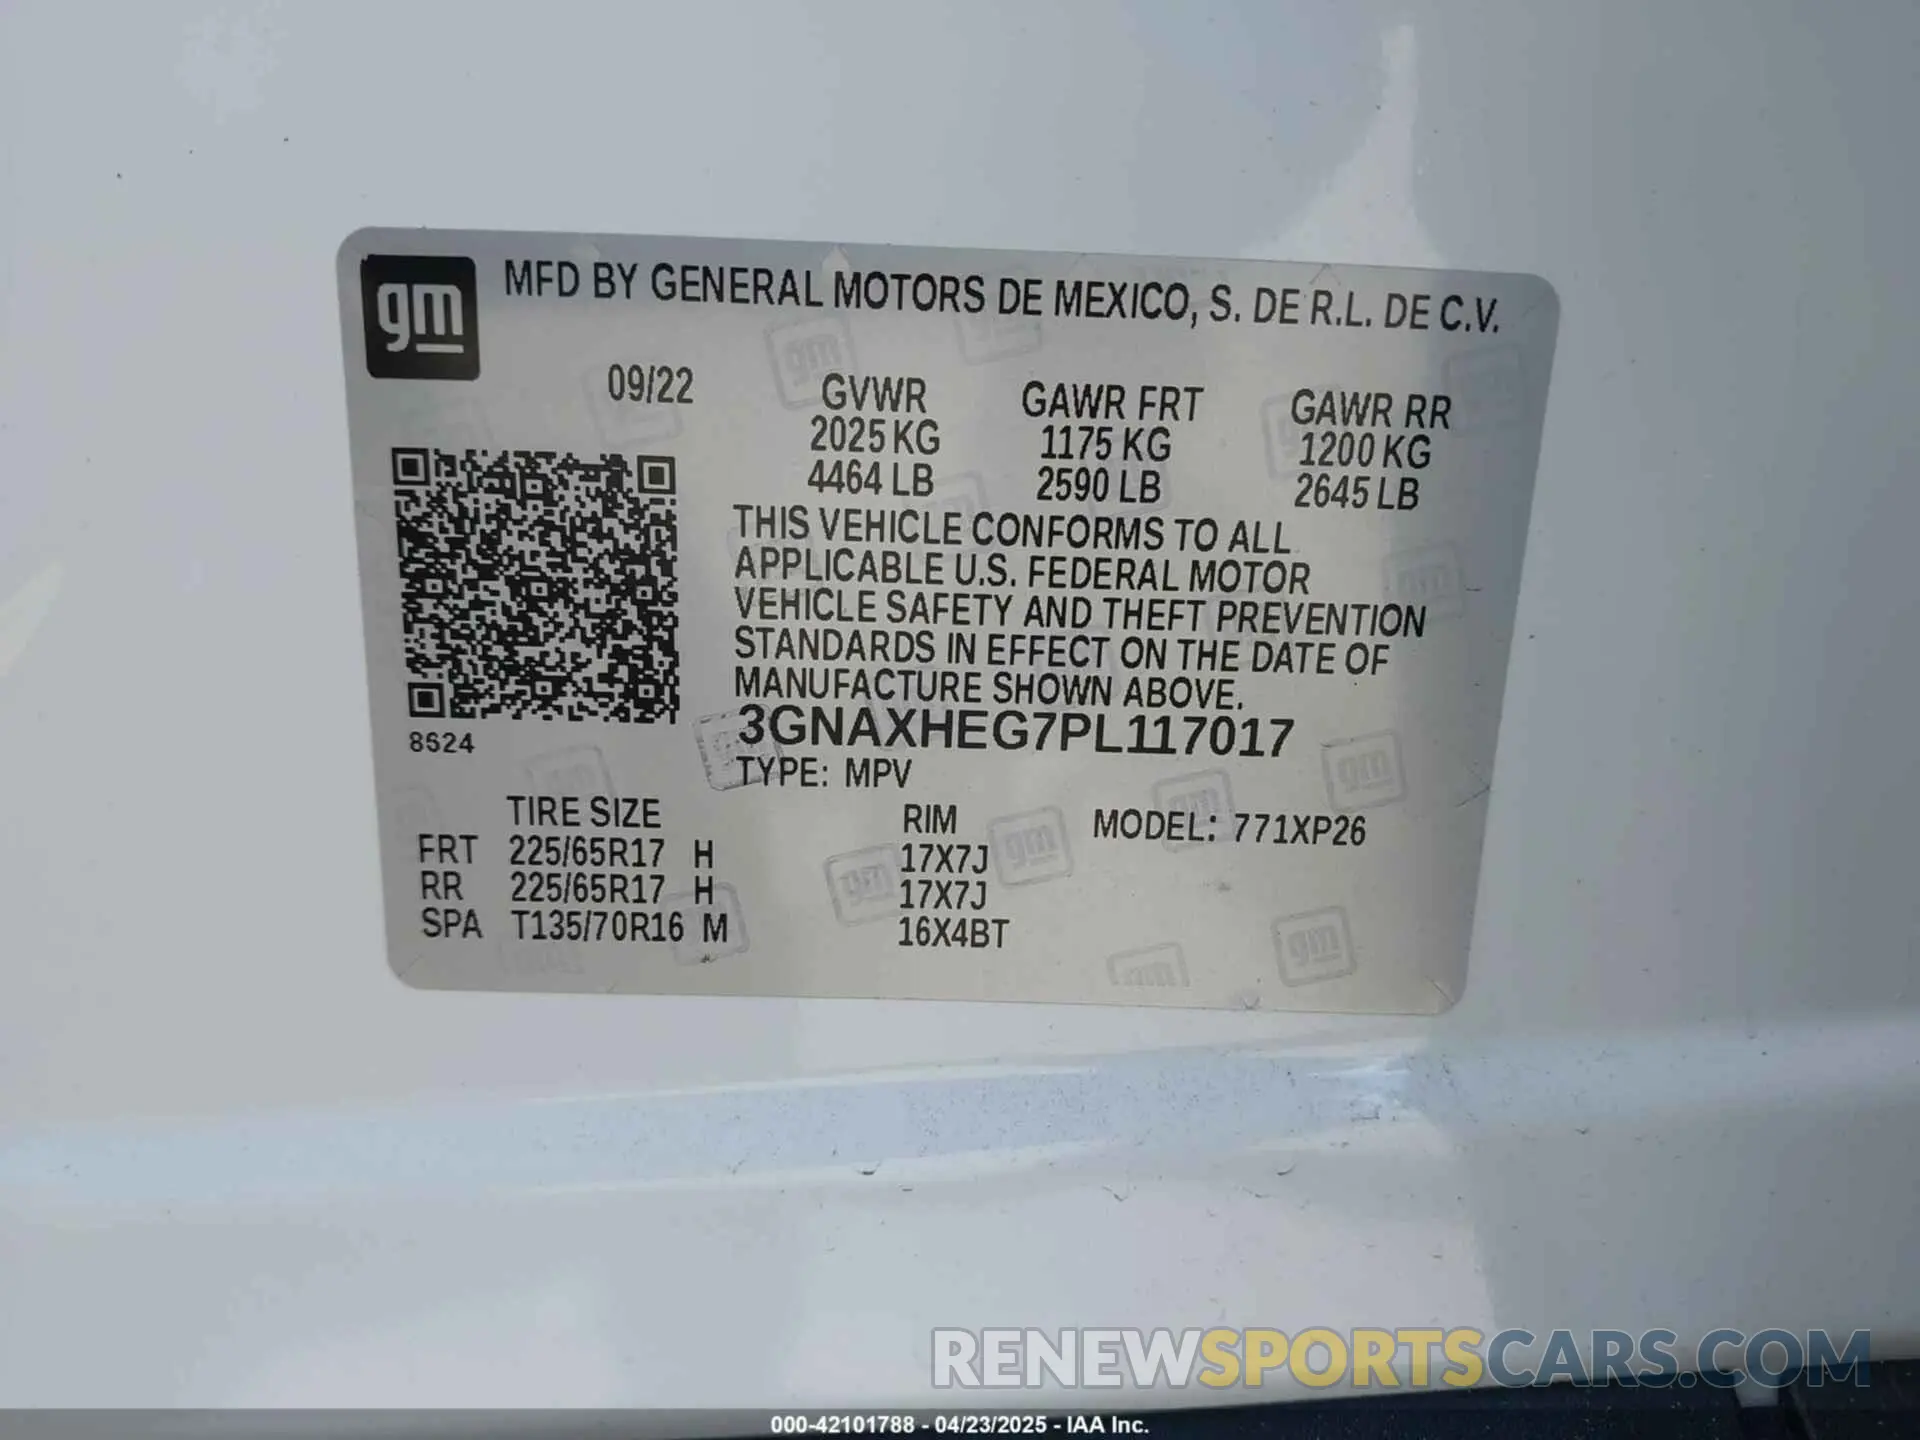 gm MFD BY GENERAL MOTORS DE MEXICO, S. DE R.L. DE C.V.
09/22 GVWR GAWR FRT GAWR RR
2025 KG 1175 KG 1200 KG
4464 LB 2590 LB 2645 LB
THIS VEHICLE CONFORMS TO ALL
APPLICABLE U.S. FEDERAL MOTOR
VEHICLE SAFETY AND THEFT PREVENTION
STANDARDS IN EFFECT ON THE DATE OF
MANUFACTURE SHOWN ABOVE.
3GNAXHEG7PL117017
8624
TYPE: MPV
TIRE SIZE RIM MODEL: 771XP26
FRT 225/65R17 H 17X7J
RR 225/65R17 H 17X7J
SPA T135/70R16 M 16X4BT
RENEWSPORTSCARS.COM
000-42101788 - 04/23/2025 - IAA Inc.